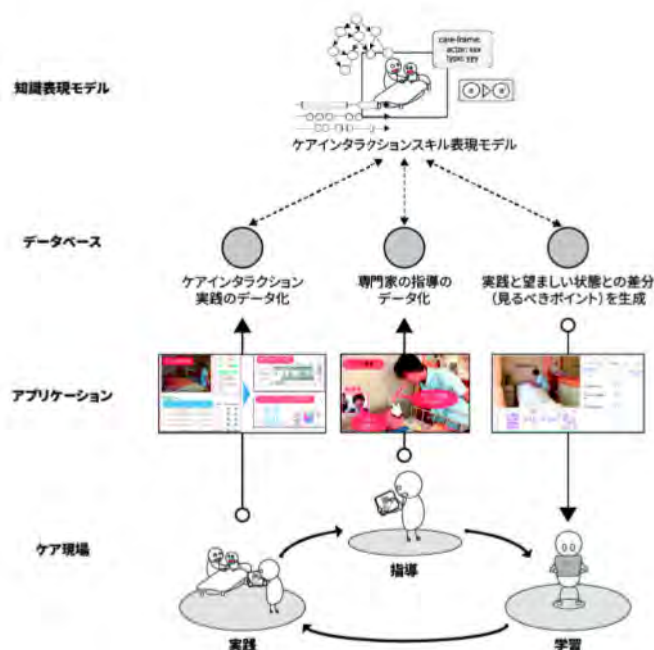 care-frame:
actor: xxx
type: yyy
知識表現モデル
ケアインタラクションスキル表現モデル
データベース
ケアインタラクション
実践のデータ化
専門家の指導の
データ化
実践と望ましい状態との差分
(見るべきポイント)を生成
アプリケーション
ケア現場
指導
実践
学習